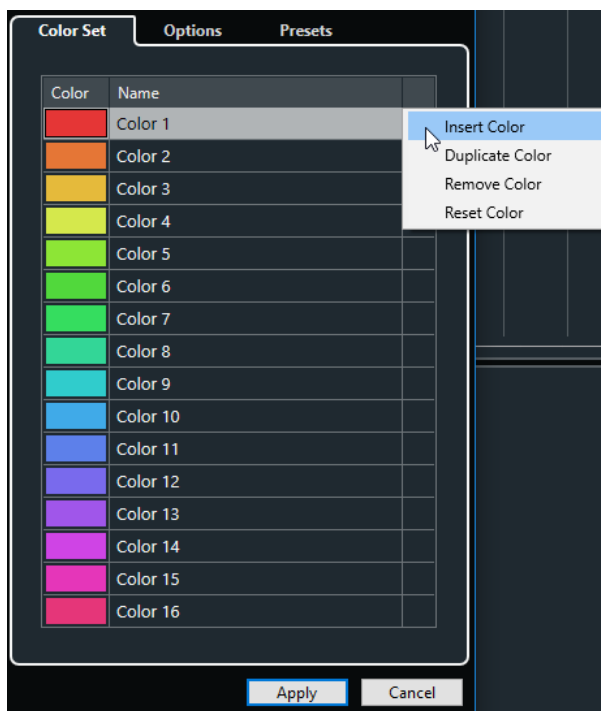 Color Set Options Presets
Color Name
Color 1
Color 2
Color 3
Color 4
Color 5
Color 6
Color 7
Color 8
Color 9
Color 10
Color 11
Color 12
Color 13
Color 14
Color 15
Color 16
Insert Color
Duplicate Color
Remove Color
Reset Color
Apply Cancel